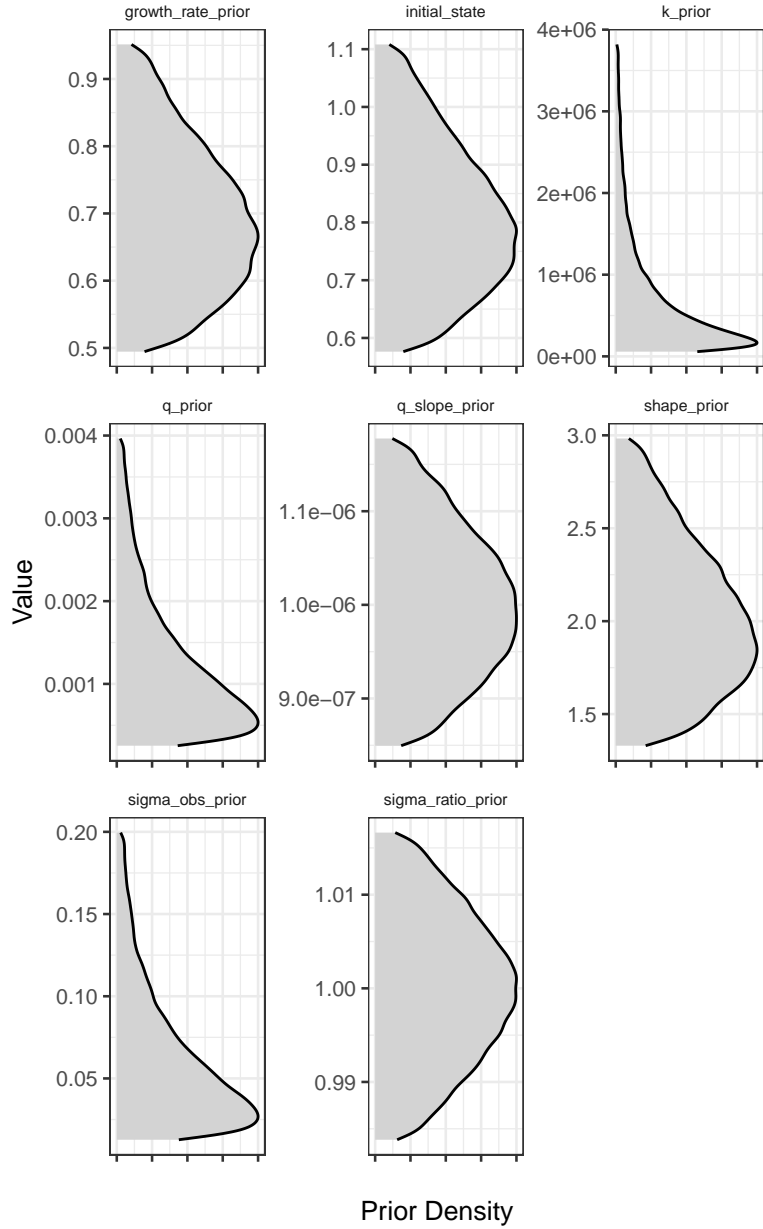 growth_rate_prior
initial_state
k_prior
0.9
0.8
0.7
0.6
0.5
1.1
1.0
0.9
0.8
0.7
0.6
4e+06
3e+06
2e+06
1e+06
0e+00
q_prior
q_slope_prior
shape_prior
0.004
0.003
0.002
0.001
1.1e−06
1.0e−06
9.0e−07
3.0
2.5
2.0
1.5
Value
sigma_obs_prior
sigma_ratio_prior
0.20
0.15
0.10
0.05
1.01
1.00
0.99
Prior Density